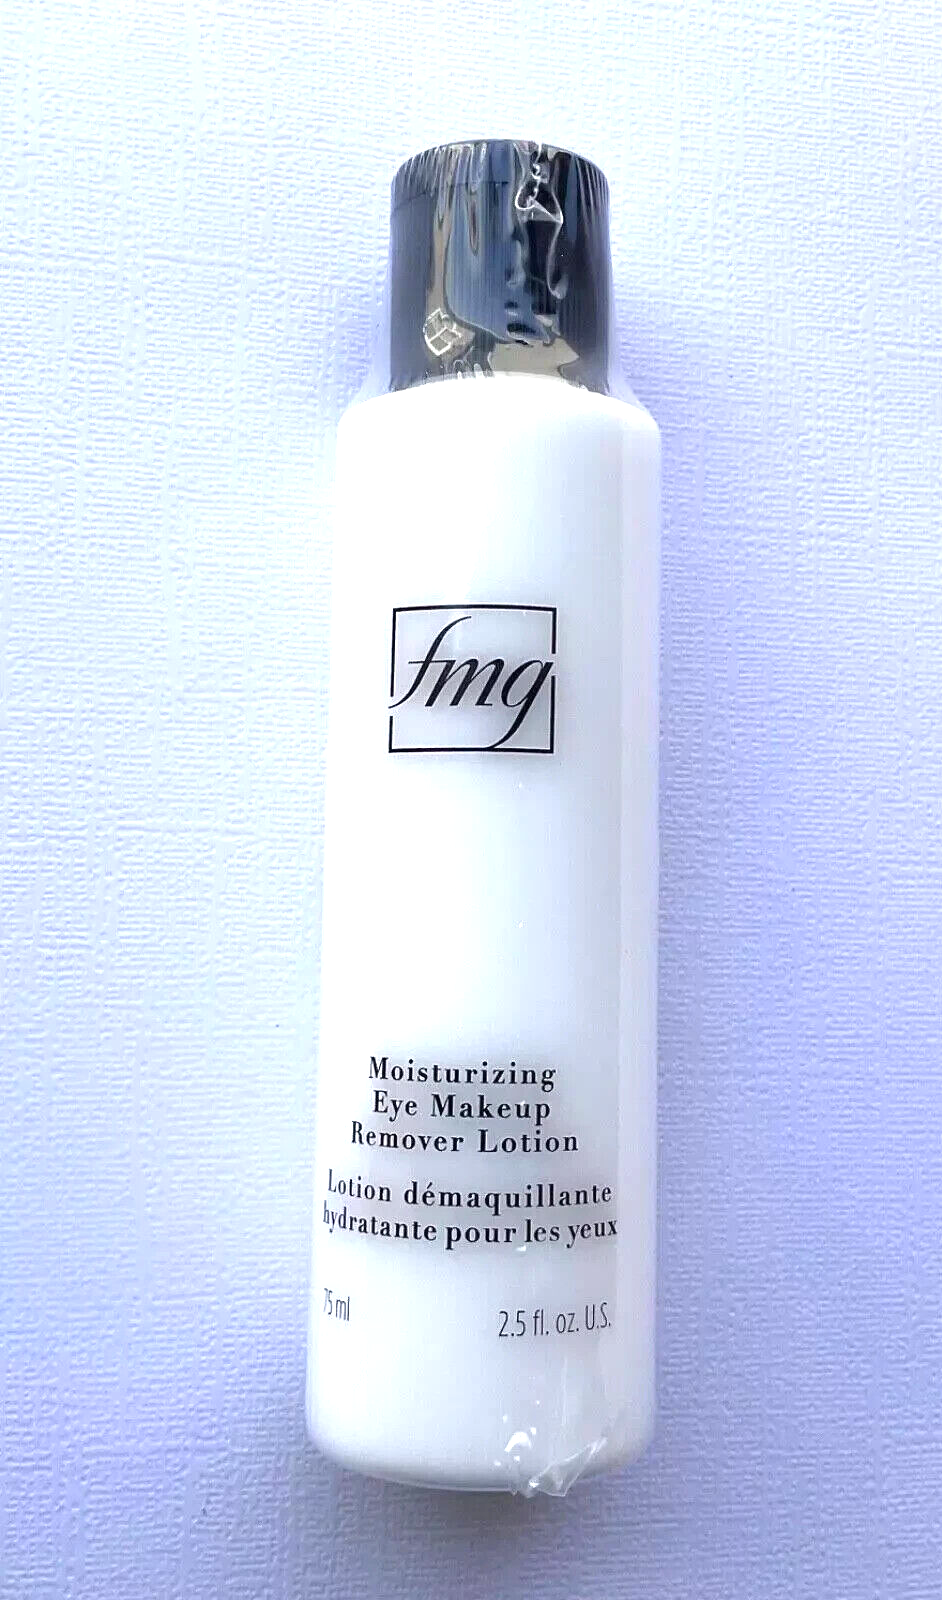 fmg
Moisturizing
Eye Makeup
Remover Lotion
Lotion démaquillante
hydratante pour les yeux
75 ml
2.5 fl. oz. U.S.